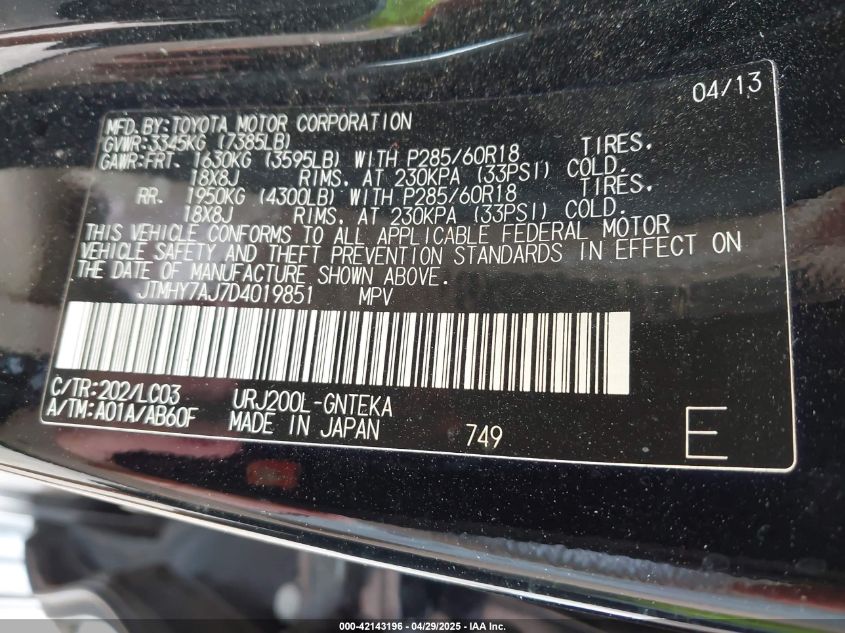 04/13
MFD.BY:TOYOTA MOTOR CORPORATION
GVWR:3345KG (7385LB)
GAWR:FRT. 1630KG (3595LB) WITH P285/60R18 TIRES.
18X8J RIMS. AT 230KPA (33PSI) COLD.
RR. 1950KG (4300LB) WITH P285/60R18 TIRES.
18X8J RIMS. AT 230KPA (33PSI) COLD.
THIS VEHICLE CONFORMS TO ALL APPLICABLE FEDERAL MOTOR
VEHICLE SAFETY AND THEFT PREVENTION STANDARDS IN EFFECT ON
THE DATE OF MANUFACTURE SHOWN ABOVE.
JTMHY7AJ7D4019851 MPV
C/TR:202/LC03 URJ200L-GNTEKA
A/TM:A01A/AB60F MADE IN JAPAN 749 E
000-42143196 - 04/29/2025 - IAA, Inc.